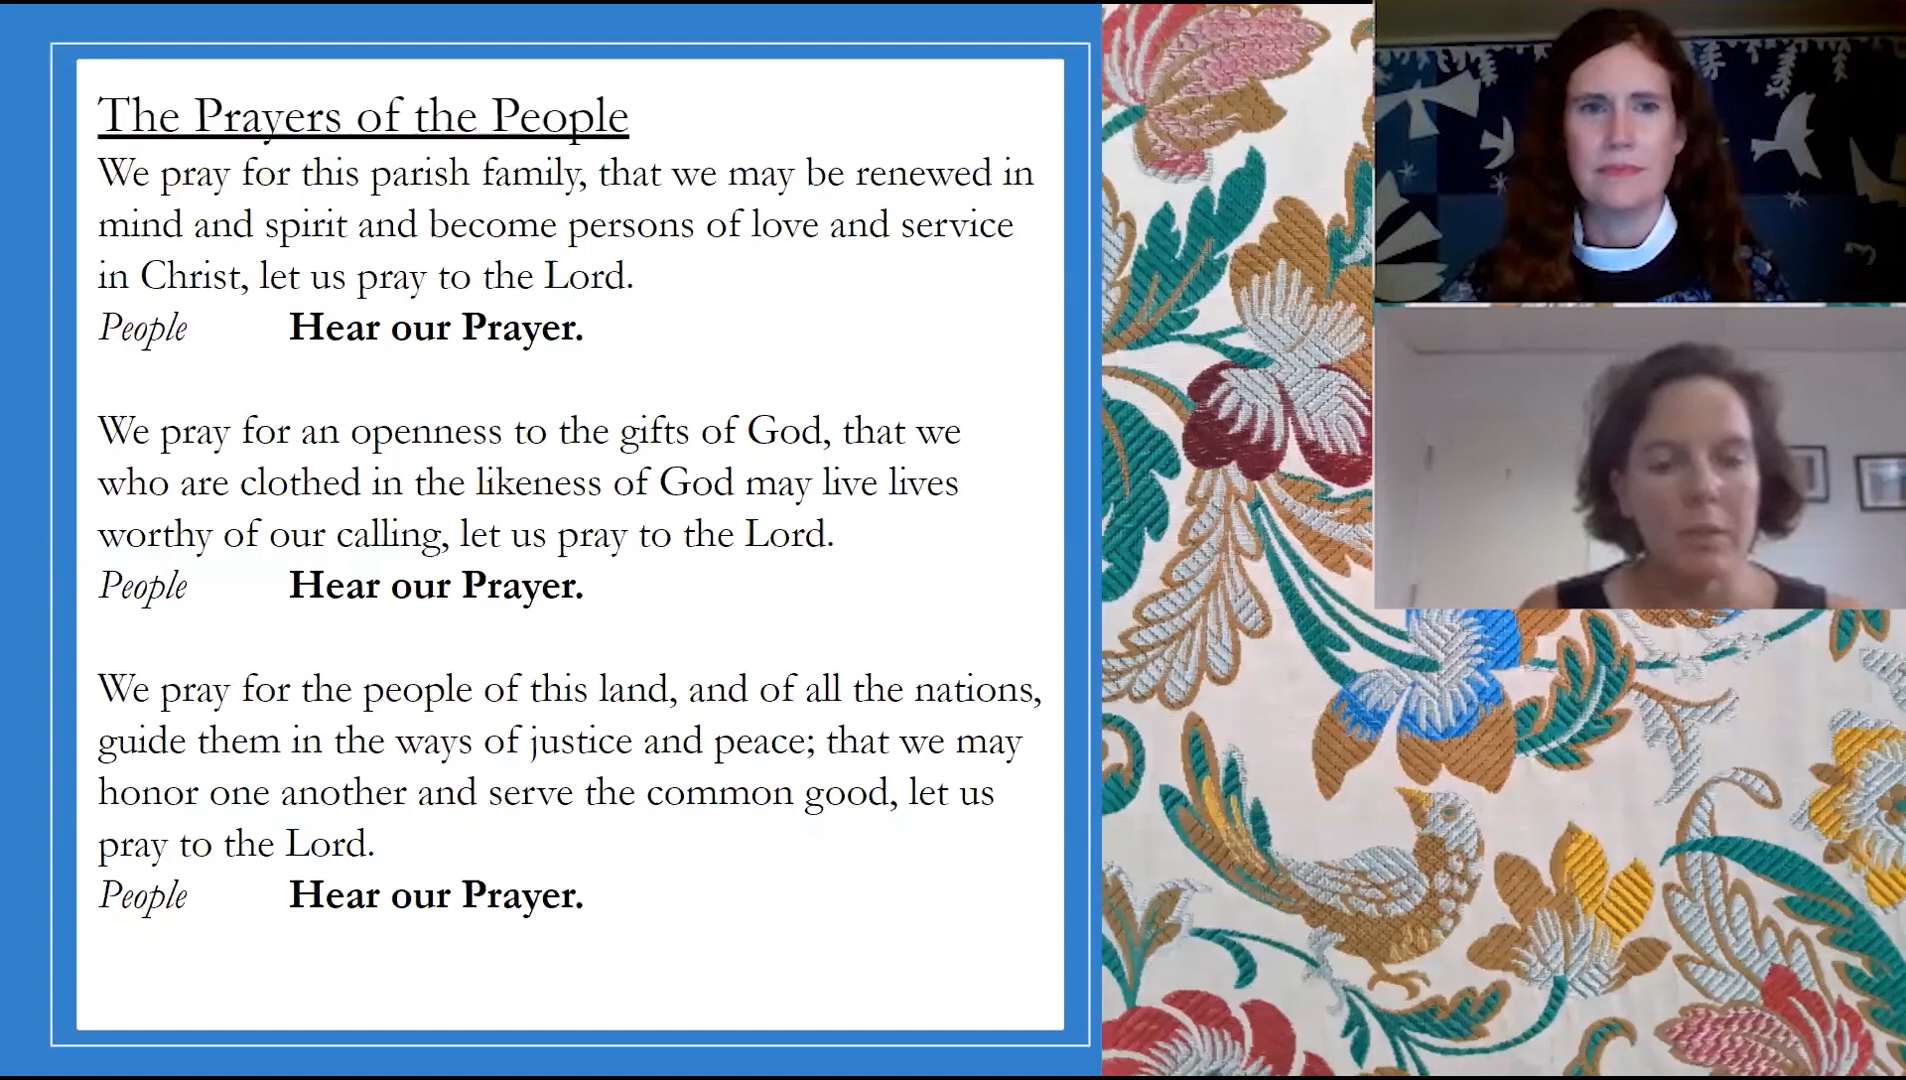 The Prayers of the People
We pray for this parish family, that we may be renewed in
mind and spirit and become persons of love and service
in Christ, let us pray to the Lord.
People Hear our Prayer.
We pray for an openness to the gifts of God, that we
who are clothed in the likeness of God may live lives
worthy of our calling, let us pray to the Lord.
People Hear our Prayer.
We pray for the people of this land, and of all the nations,
guide them in the ways of justice and peace; that we may
honor one another and serve the common good, let us
pray to the Lord.
People Hear our Prayer.